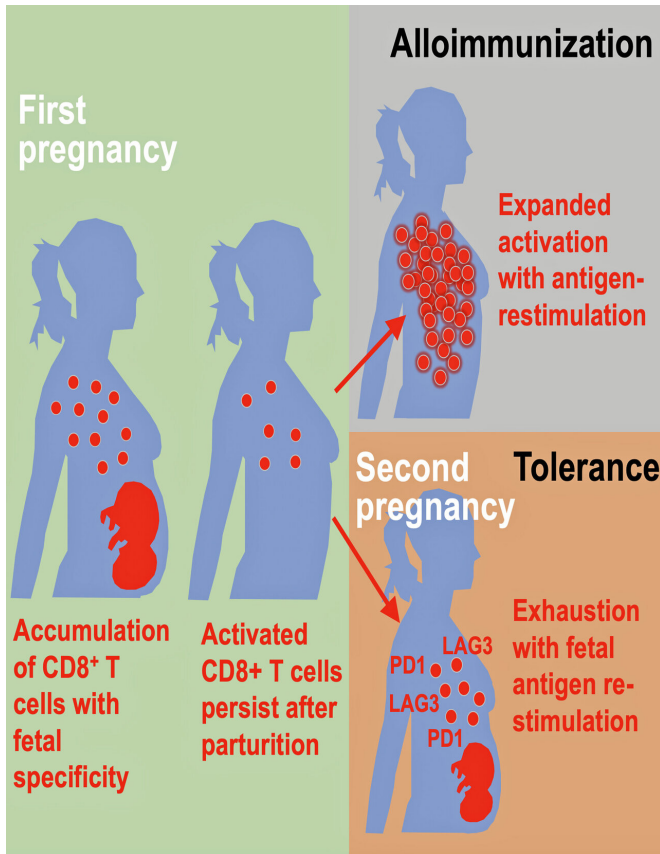 First
pregnancy
Accumulation
of CD8⁺ T
cells with
fetal
specificity
Activated
CD8+ T cells
persist after
parturition
Alloimmunization
Expanded
activation
with antigen-
restimulation
Second
pregnancy
Tolerance
LAG3
PD1
LAG3
PD1
Exhaustion
with fetal
antigen re-
stimulation